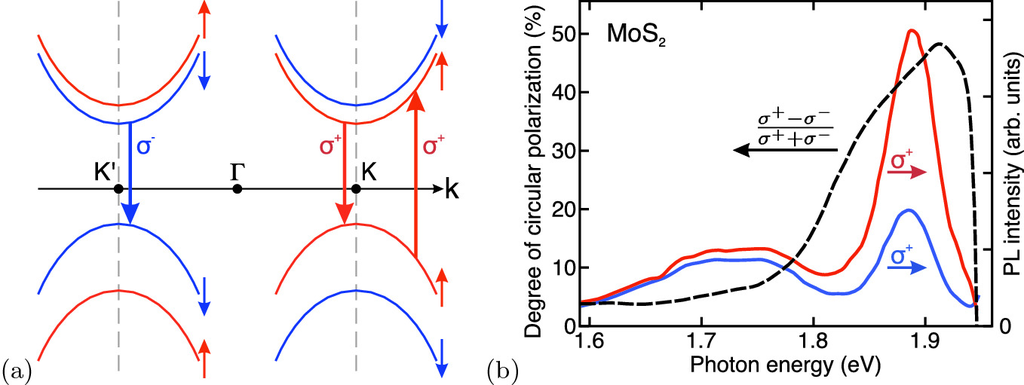 σ⁻
σ⁺
σ⁺
K'
Γ
K
k
(a)
Degree of circular polarization (%)
50
40
30
20
10
0
MoS₂
σ⁺−σ⁻
σ⁺+σ⁻
σ⁺
σ⁺
PL intensity (arb. units)
0
1.6
1.7
1.8
1.9
Photon energy (eV)
(b)